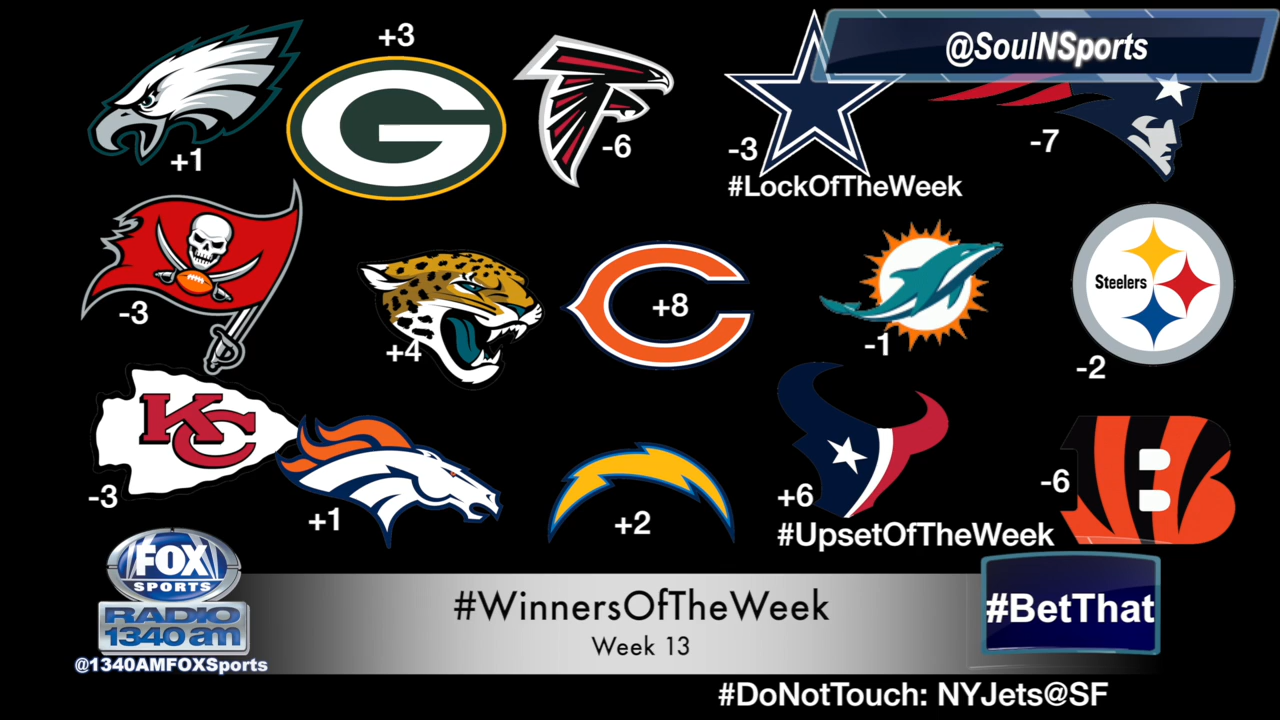 @SoulNSports
+3
+1
G
-6
-3
#LockOfTheWeek
-7
-3
+4
+8
-1
Steelers
-2
KC
-3
+1
+2
+6
#UpsetOfTheWeek
-6
B
FOX
SPORTS
RADIO
1340 am
@1340AMFOXSports
#WinnersOfTheWeek
Week 13
#BetThat
#DoNotTouch: NYJets@SF